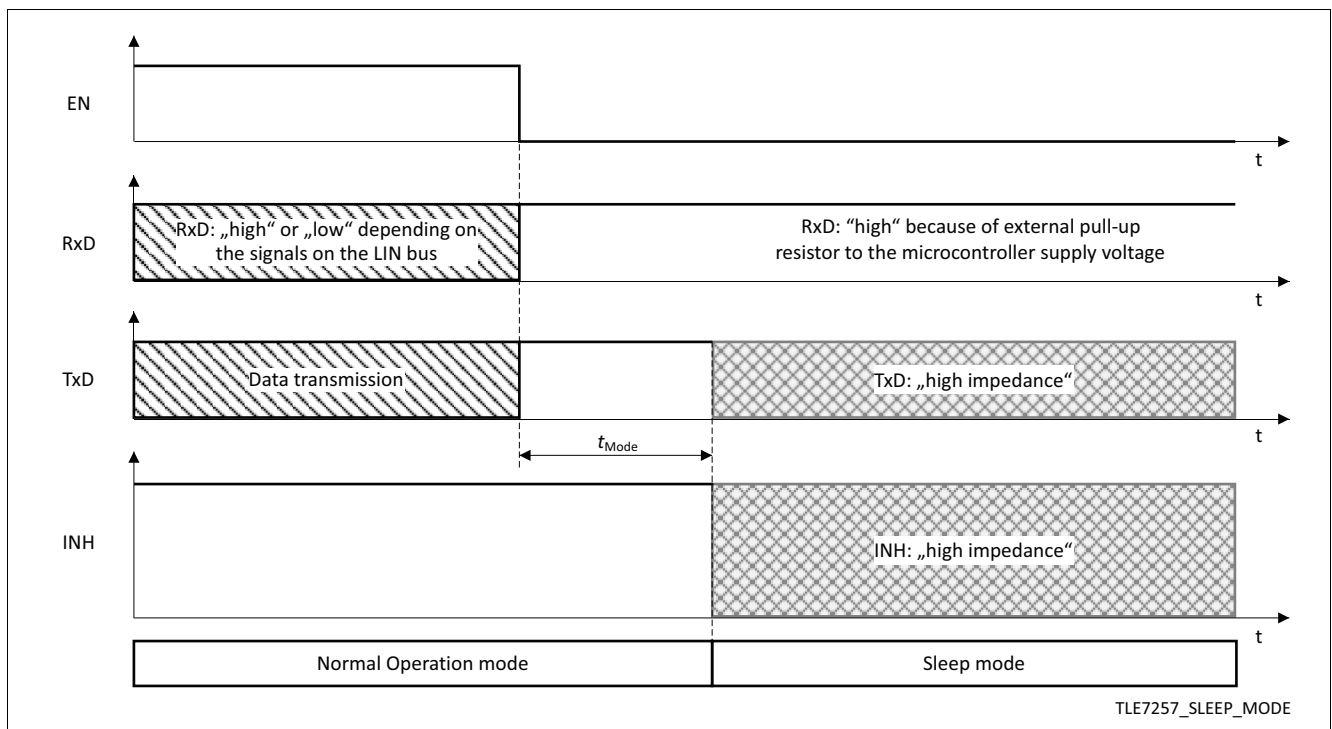 EN
t
RxD
RxD: „high“ or „low“ depending on
the signals on the LIN bus
RxD: “high“ because of external pull-up
resistor to the microcontroller supply voltage
t
TxD
Data transmission
TxD: „high impedance“
t
tMode
INH
INH: „high impedance“
t
Normal Operation mode
Sleep mode
TLE7257_SLEEP_MODE